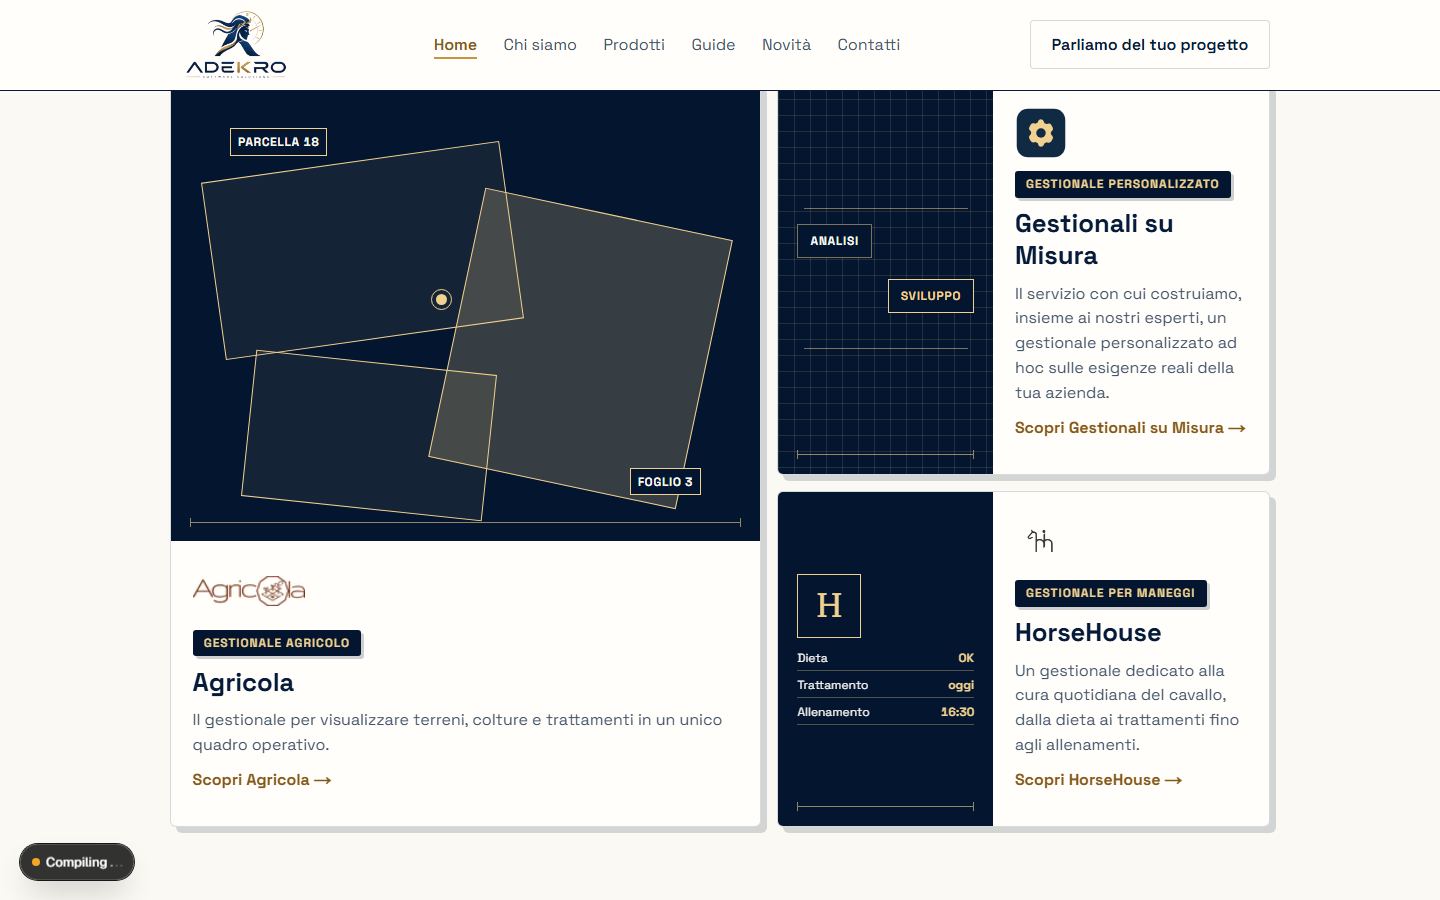 ADEKRO
SOFTWARE SOLUTIONS
Home
Chi siamo
Prodotti
Guide
Novità
Contatti
Parliamo del tuo progetto
PARCELLA 18
FOGLIO 3
Agricola
GESTIONALE AGRICOLO
Agricola
Il gestionale per visualizzare terreni, colture e trattamenti in un unico
quadro operativo.
Scopri Agricola →
ANALISI
SVILUPPO
GESTIONALE PERSONALIZZATO
Gestionali su
Misura
Il servizio con cui costruiamo,
insieme ai nostri esperti, un
gestionale personalizzato ad
hoc sulle esigenze reali della
tua azienda.
Scopri Gestionali su Misura →
H
Dieta OK
Trattamento oggi
Allenamento 16:30
GESTIONALE PER MANEGGI
HorseHouse
Un gestionale dedicato alla
cura quotidiana del cavallo,
dalla dieta ai trattamenti fino
agli allenamenti.
Scopri HorseHouse →
Compiling...